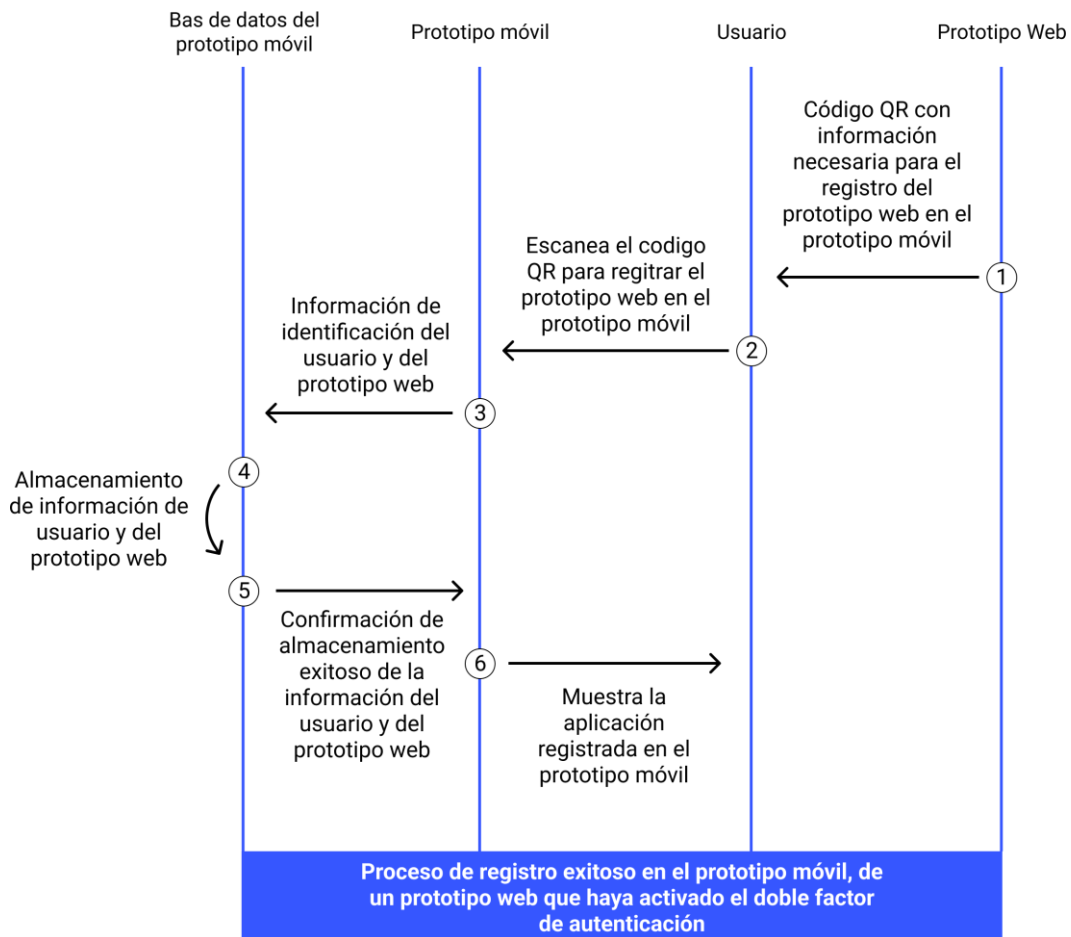 Bas de datos del
prototipo móvil
Prototipo móvil
Usuario
Prototipo Web
Código QR con
información
necesaria para el
registro del
prototipo web en el
prototipo móvil
1
Escanea el codigo
QR para regitrar el
prototipo web en el
prototipo móvil
2
Información de
identificación del
usuario y del
prototipo web
3
4
Almacenamiento
de información de
usuario y del
prototipo web
5
Confirmación de
almacenamiento
exitoso de la
información del
usuario y del
prototipo web
6
Muestra la
aplicación
registrada en el
prototipo móvil
Proceso de registro exitoso en el prototipo móvil, de
un prototipo web que haya activado el doble factor
de autenticación